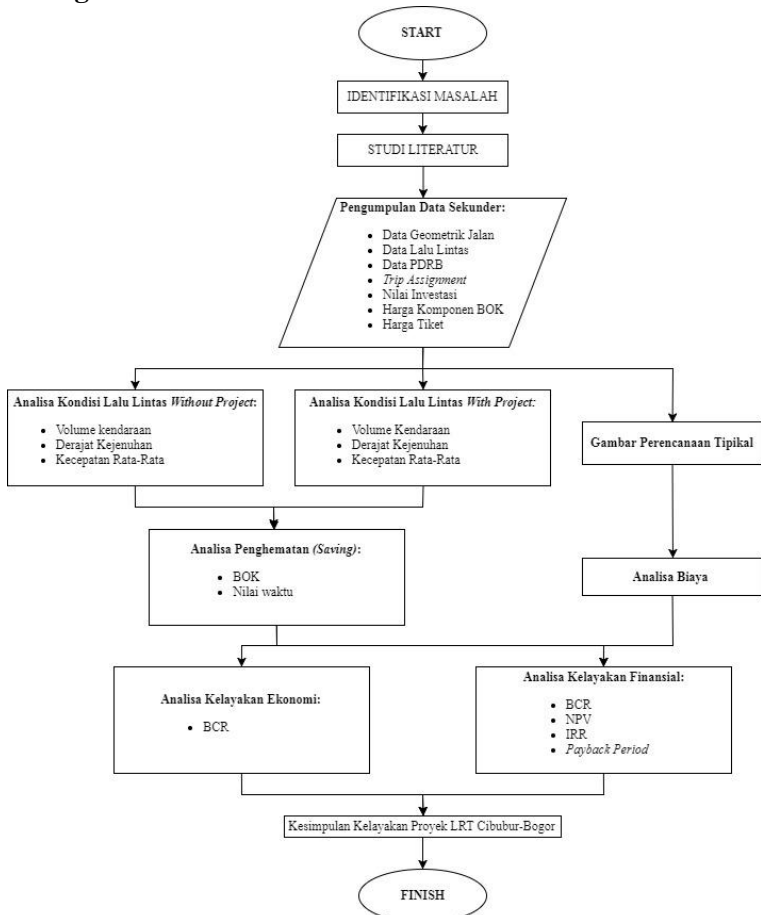 START
IDENTIFIKASI MASALAH
STUDI LITERATUR
Pengumpulan Data Sekunder:
• Data Geometrik Jalan
• Data Lalu Lintas
• Data PDRB
• Trip Assignment
• Nilai Investasi
• Harga Komponen BOK
• Harga Tiket
Analisa Kondisi Lalu Lintas Without Project:
• Volume kendaraan
• Derajat Kejenuhan
• Kecepatan Rata-Rata
Analisa Kondisi Lalu Lintas With Project:
• Volume Kendaraan
• Derajat Kejenuhan
• Kecepatan Rata-Rata
Gambar Perencanaan Tipikal
Analisa Penghematan (Saving):
• BOK
• Nilai waktu
Analisa Biaya
Analisa Kelayakan Ekonomi:
• BCR
Analisa Kelayakan Finansial:
• BCR
• NPV
• IRR
• Payback Period
Kesimpulan Kelayakan Proyek LRT Cibubur-Bogor
FINISH